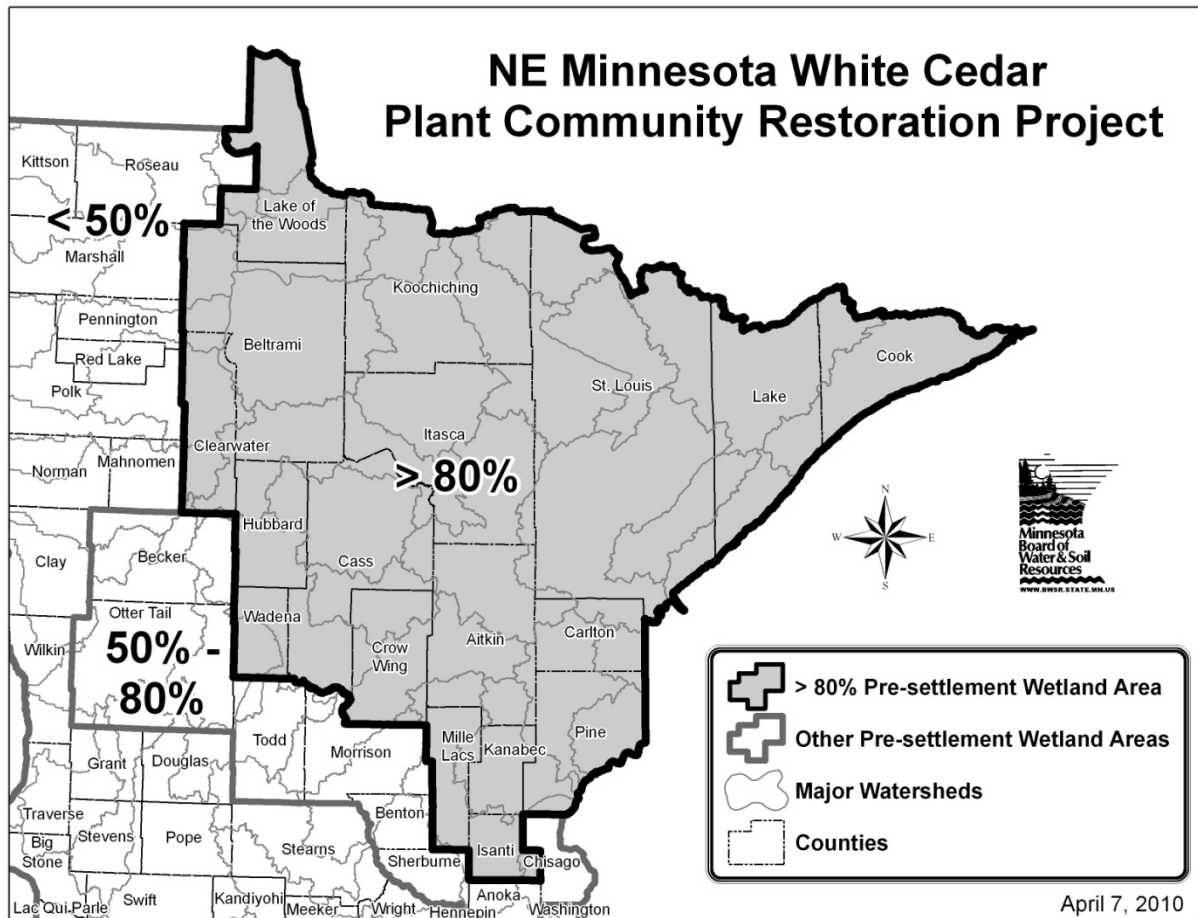 NE Minnesota White Cedar
Plant Community Restoration Project
Kittson
Roseau
< 50%
Lake of
the Woods
Marshall
Koochiching
Pennington
Beltrami
Red Lake
Cook
Polk
St. Louis
Lake
Itasca
Clearwater
Norman
Mahnomen
> 80%
Hubbard
Becker
Clay
Cass
N
W
E
S
Minnesota
Board of
Water & Soil
Resources
WWW.BWSR.STATE.MN.US
Otter Tail
Wadena
50% -
80%
Wilkin
Crow
Wing
Aitkin
Carlton
Todd
Morrison
Mille
Lacs
Kanabec
Pine
Grant
Douglas
Traverse
Benton
Big
Stone
Stevens
Pope
Stearns
Sherburne
Isanti
Chisago
Lac Qui Parle
Swift
Kandiyohi
Meeker
Wright
Hennepin
Anoka
Washington
> 80% Pre-settlement Wetland Area
Other Pre-settlement Wetland Areas
Major Watersheds
Counties
April 7, 2010